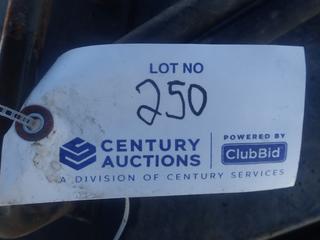 LOT NO
250
CENTURY
AUCTIONS
POWERED BY
ClubBid
A DIVISION OF CENTURY SERVICES